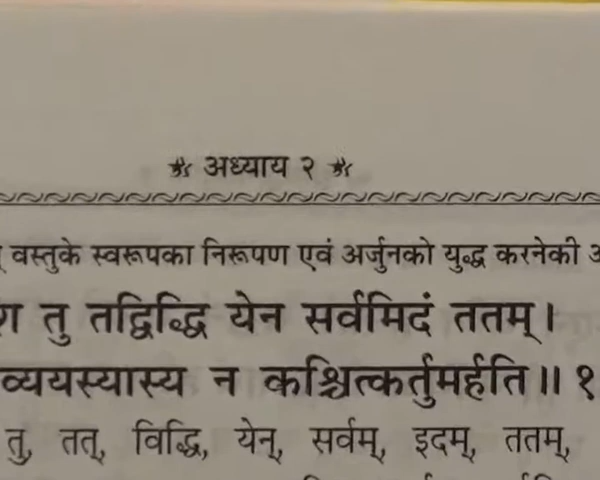 अध्याय २
वस्तुके स्वरूपका निरूपण एवं अर्जुनको युद्ध करनेकी
तु तद्विद्धि येन सर्वमिदं ततम्।
व्ययस्यास्य न कश्चित्कर्तुमर्हति॥ १
तु, तत्, विद्धि, येन्, सर्वम्, इदम्, ततम्,